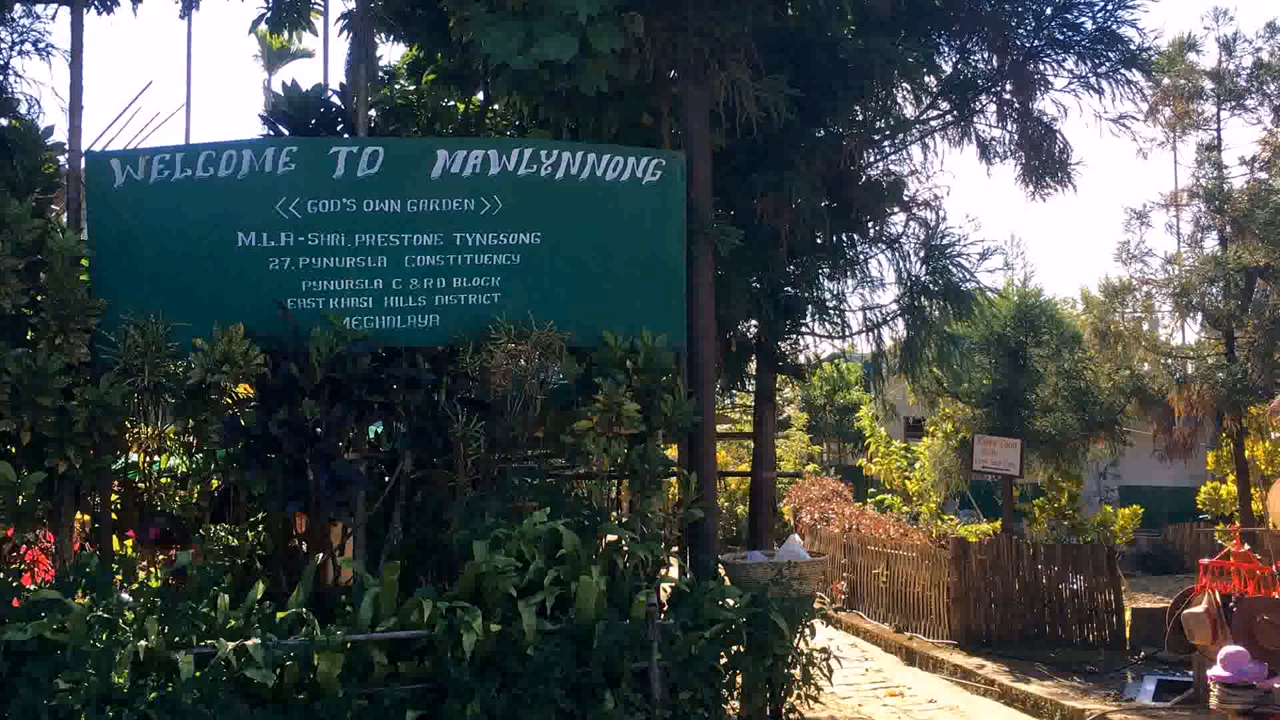 WELCOME TO MAWLYNNONG
<< GOD'S OWN GARDEN >>
M.L.A - SHRI. PRESTONE TYNGSONG
27. PYNURSLA CONSTITUENCY
PYNURSLA C & R D BLOCK
EAST KHASI HILLS DISTRICT
MEGHALAYA